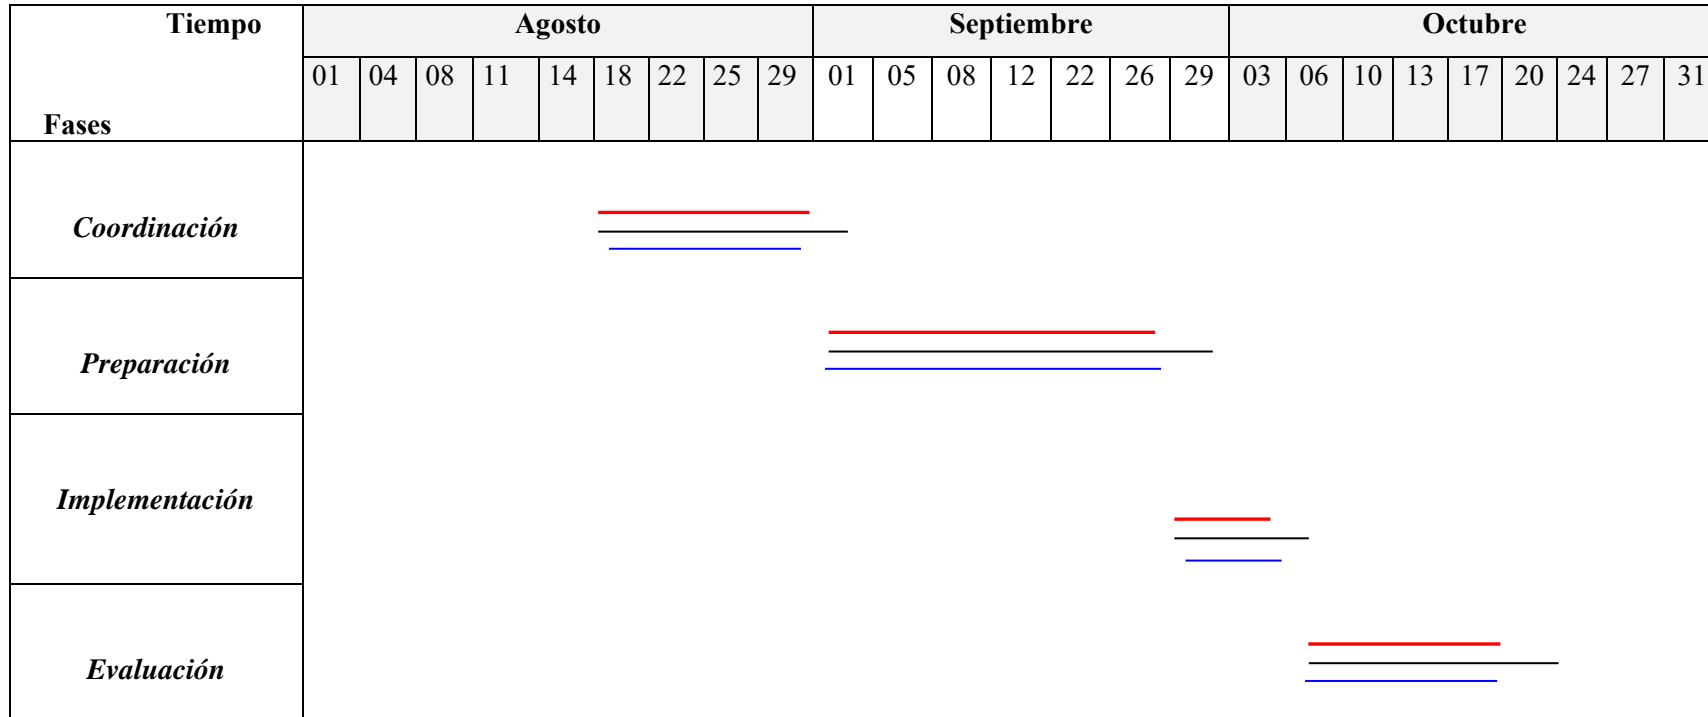 Tiempo Agosto Septiembre Octubre
01 04 08 11 14 18 22 25 29 01 05 08 12 22 26 29 03 06 10 13 17 20 24 27 31
Fases
Coordinación
Preparación
Implementación
Evaluación